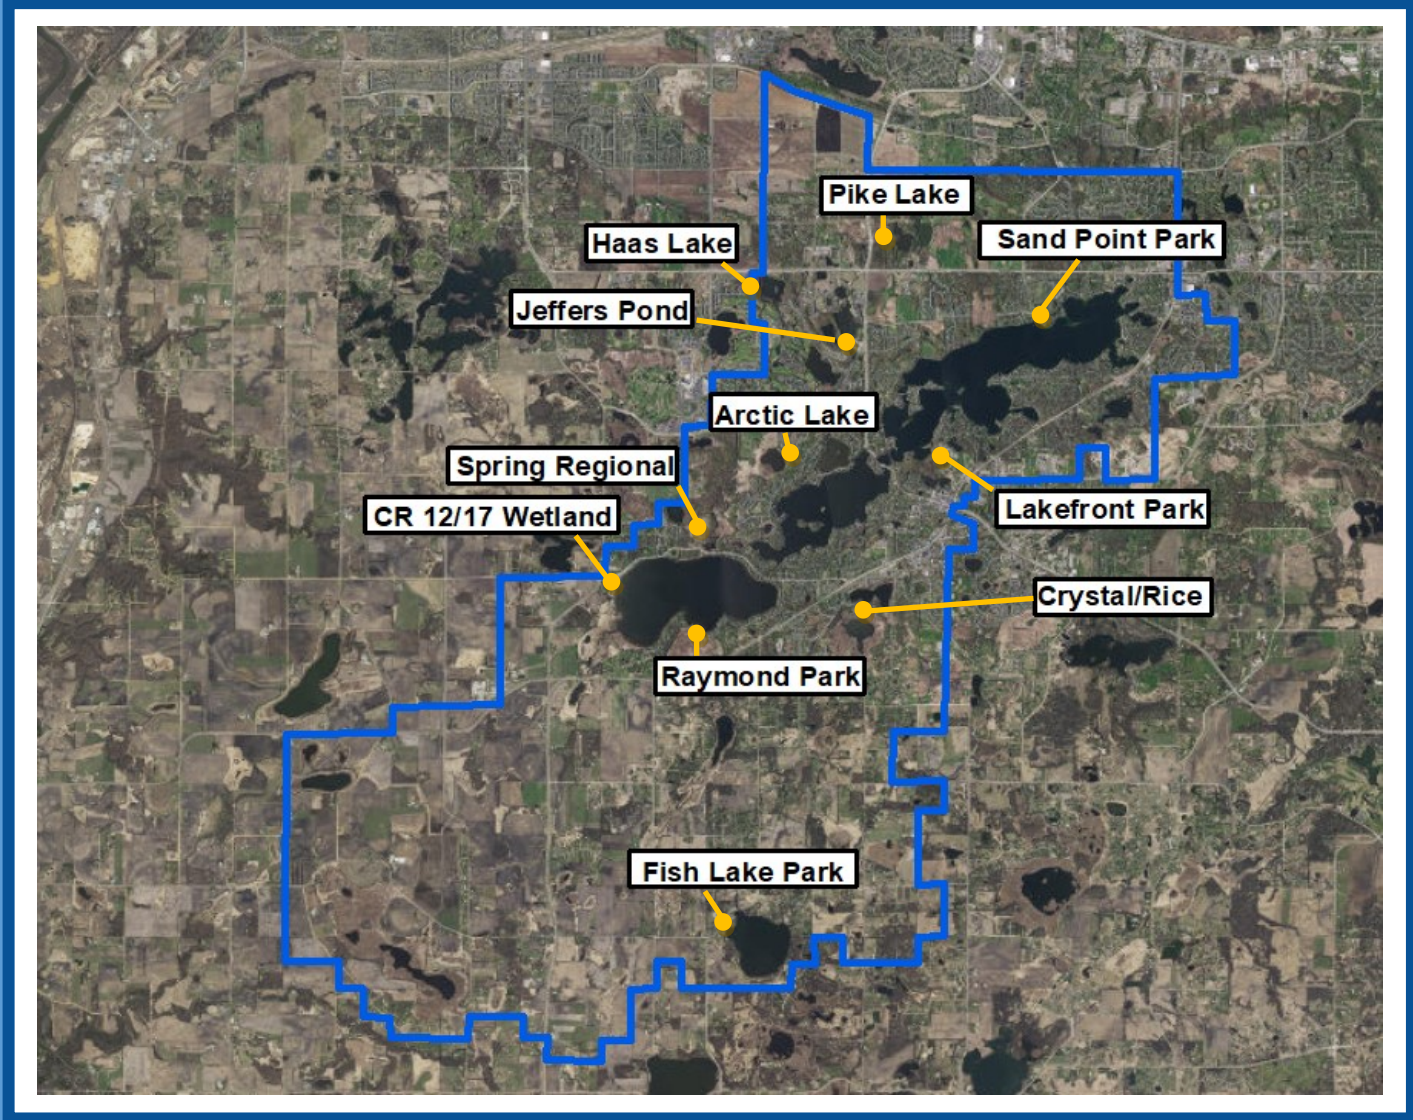 Pike Lake
Sand Point Park
Haas Lake
Jeffers Pond
Arctic Lake
Spring Regional
CR 12/17 Wetland
Lakefront Park
Crystal/Rice
Raymond Park
Fish Lake Park